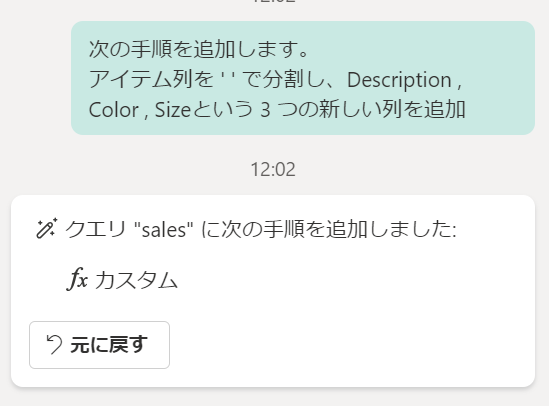 次の手順を追加します。
アイテム列を ' ' で分割し、Description ,
Color , Sizeという 3 つの新しい列を追加
12:02
クエリ "sales" に次の手順を追加しました:
fx カスタム
元に戻す